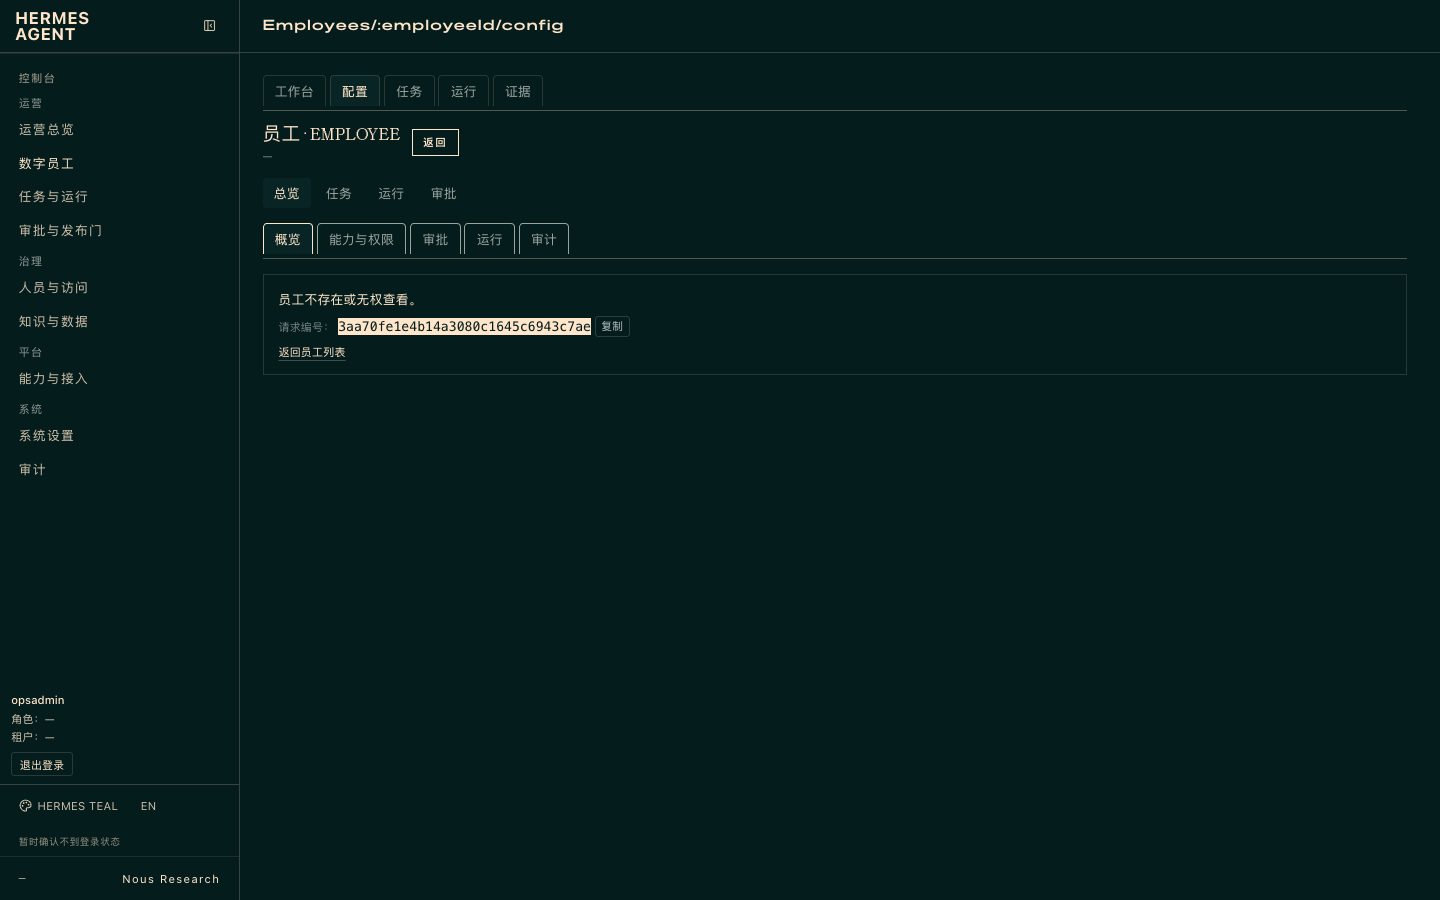 HERMES
AGENT
控制台
运营
运营总览
数字员工
任务与运行
审批与发布门
治理
人员与访问
知识与数据
平台
能力与接入
系统
系统设置
审计
opsadmin
角色: —
租户: —
退出登录
HERMES TEAL EN
暂时确认不到登录状态
— Nous Research
Employees/:employeeId/config
工作台 配置 任务 运行 证据
员工 · EMPLOYEE 返回
—
总览 任务 运行 审批
概览 能力与权限 审批 运行 审计
员工不存在或无权查看。
请求编号: 3aa70fe1e4b14a3080c1645c6943c7ae 复制
返回员工列表